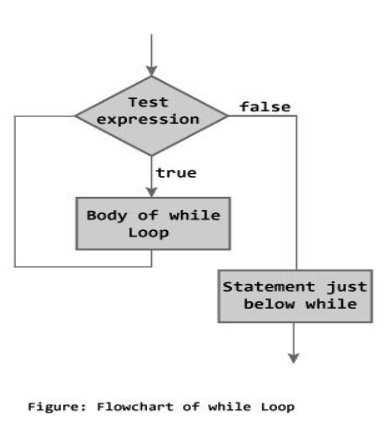 Test
expression
false
true
Body of while
Loop
Statement just
below while
Figure: Flowchart of while Loop